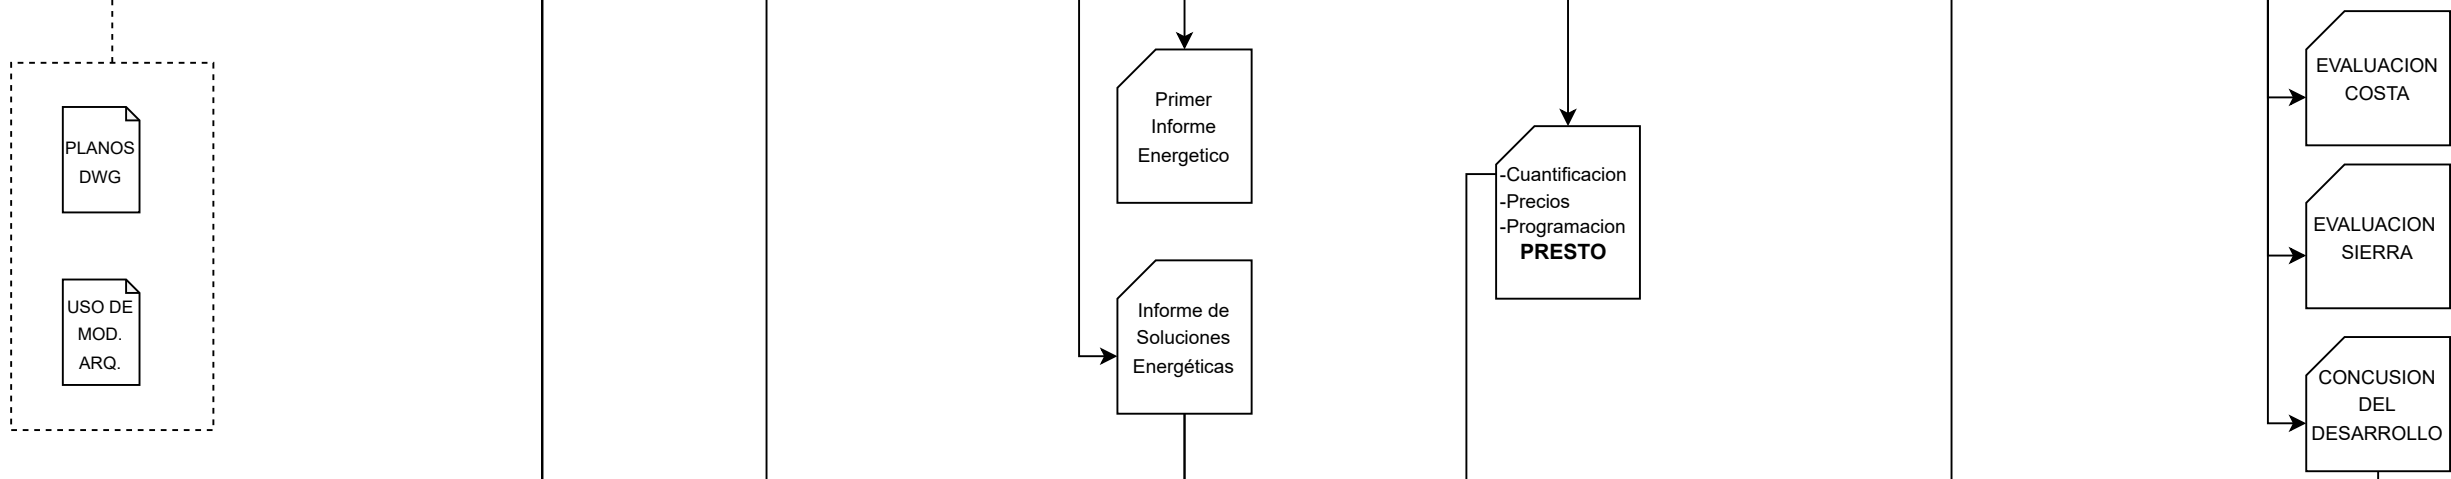 PLANOS
DWG
USO DE
MOD.
ARQ.
Primer
Informe
Energetico
Informe de
Soluciones
Energéticas
-Cuantificacion
-Precios
-Programacion
PRESTO
EVALUACION
COSTA
EVALUACION
SIERRA
CONCUSION
DEL
DESARROLLO